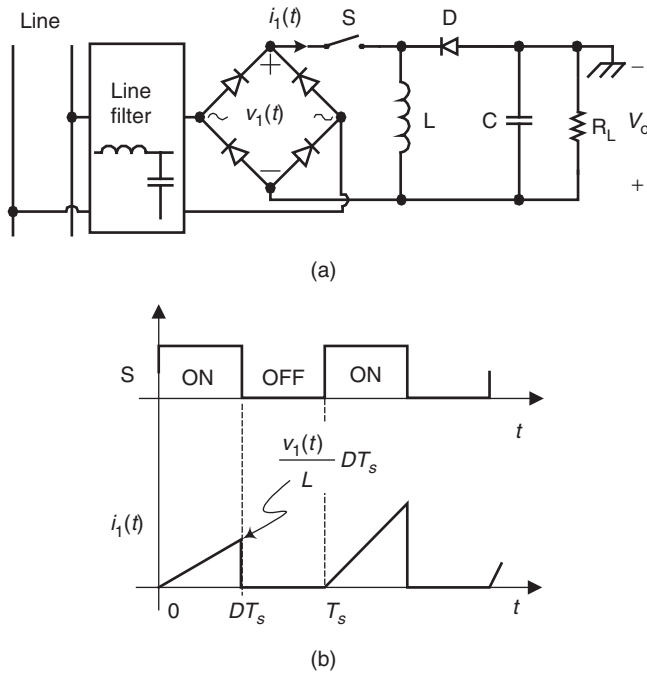 Line
i1(t)
S
D
Line
filter
+
v1(t)
~
~
−
L
C
RL
−
Vo
+
(a)
S
ON
OFF
ON
t
v1(t)
L
DTs
i1(t)
0
DTs
Ts
t
(b)